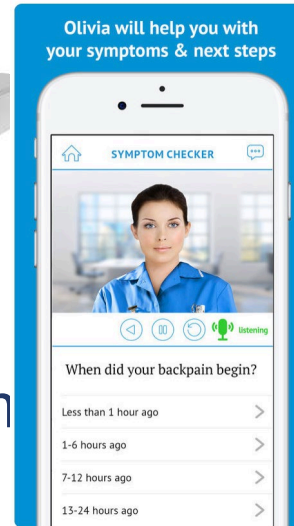 Olivia will help you with
your symptoms & next steps
SYMPTOM CHECKER
listening
When did your backpain begin?
Less than 1 hour ago
1-6 hours ago
7-12 hours ago
13-24 hours ago